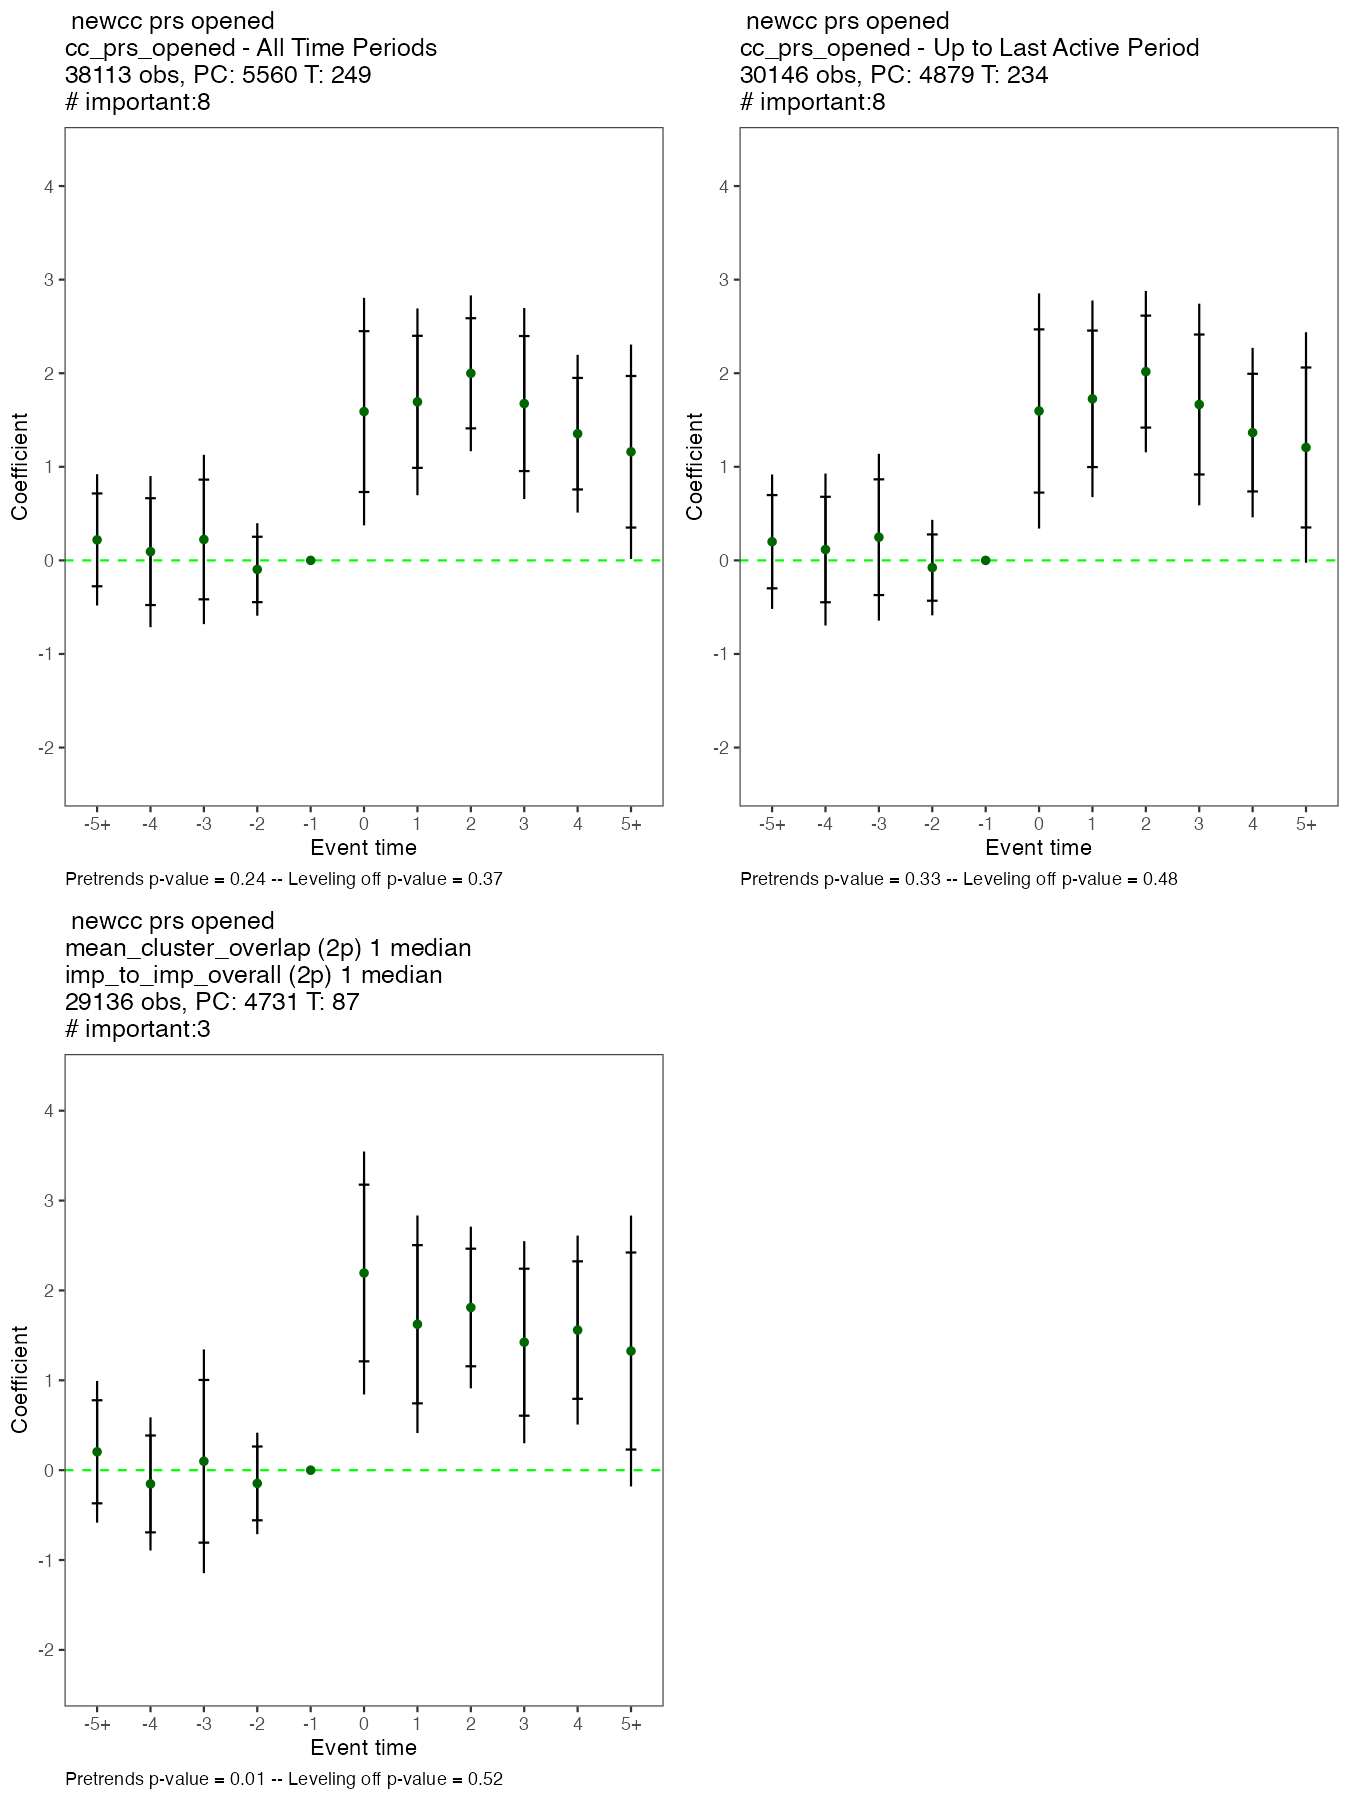 newcc prs opened
cc_prs_opened - All Time Periods
38113 obs, PC: 5560 T: 249
# important:8
4
3
2
1
0
-1
-2
Coefficient
-5+ -4 -3 -2 -1 0 1 2 3 4 5+
Event time
Pretrends p-value = 0.24 -- Leveling off p-value = 0.37
newcc prs opened
cc_prs_opened - Up to Last Active Period
30146 obs, PC: 4879 T: 234
# important:8
4
3
2
1
0
-1
-2
Coefficient
-5+ -4 -3 -2 -1 0 1 2 3 4 5+
Event time
Pretrends p-value = 0.33 -- Leveling off p-value = 0.48
newcc prs opened
mean_cluster_overlap (2p) 1 median
imp_to_imp_overall (2p) 1 median
29136 obs, PC: 4731 T: 87
# important:3
4
3
2
1
0
-1
-2
Coefficient
-5+ -4 -3 -2 -1 0 1 2 3 4 5+
Event time
Pretrends p-value = 0.01 -- Leveling off p-value = 0.52